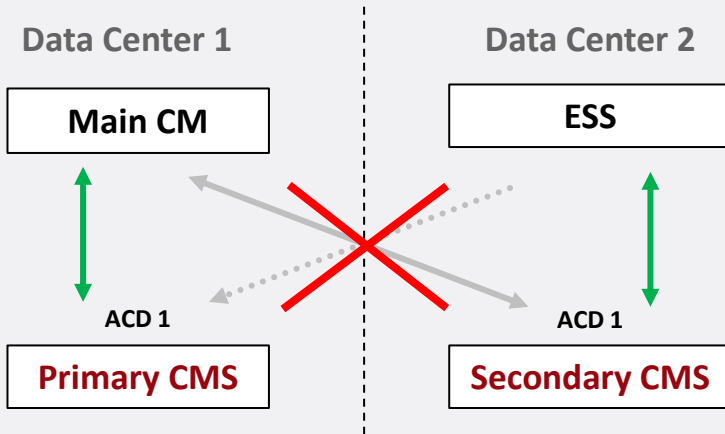 Data Center 1
Data Center 2
Main CM
ESS
ACD 1
ACD 1
Primary CMS
Secondary CMS